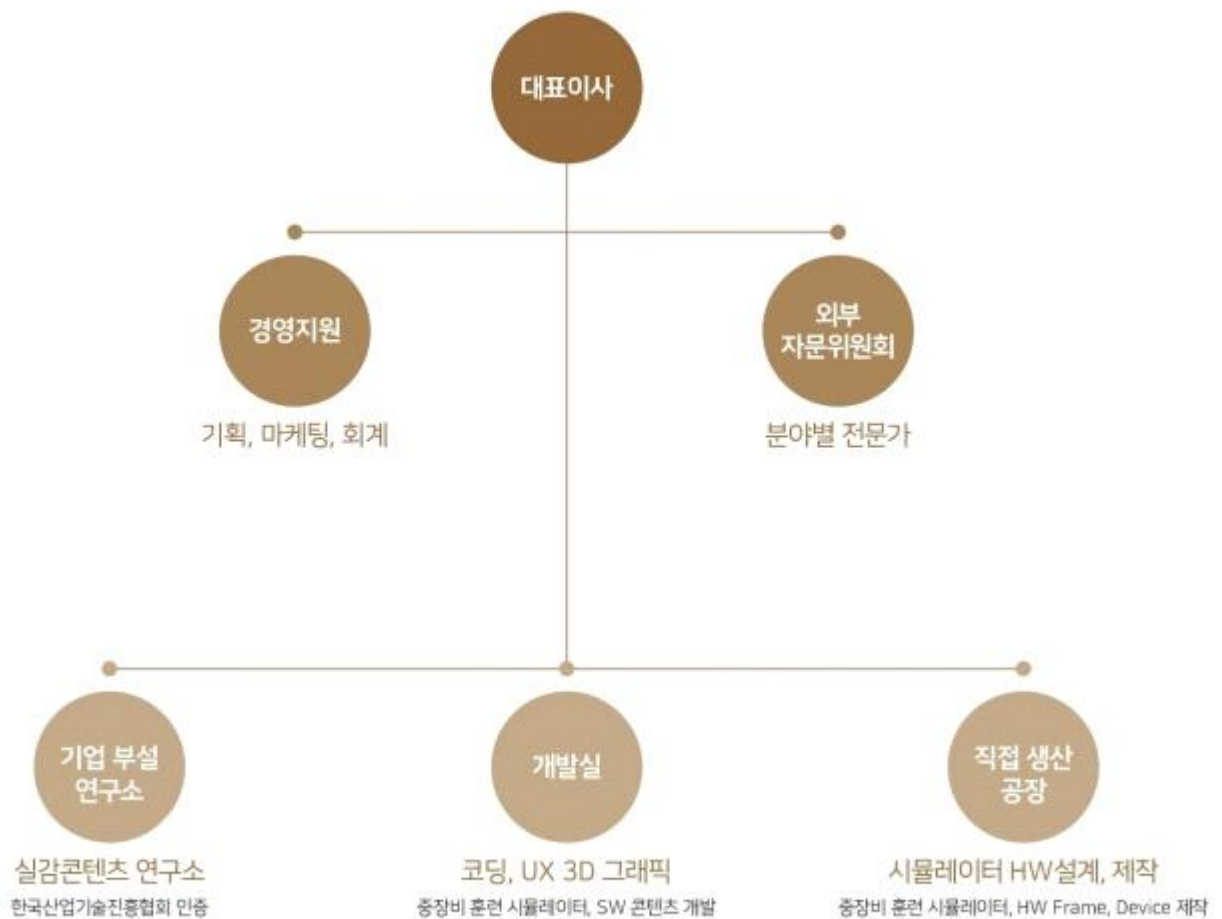 대표이사
경영지원
기획, 마케팅, 회계
외부
자문위원회
분야별 전문가
기업 부설
연구소
실감콘텐츠 연구소
한국산업기술진흥협회 인증
개발실
코딩, UX 3D 그래픽
중장비 훈련 시뮬레이터, SW 콘텐츠 개발
직접 생산
공장
시뮬레이터 HW설계, 제작
중장비 훈련 시뮬레이터, HW Frame, Device 제작